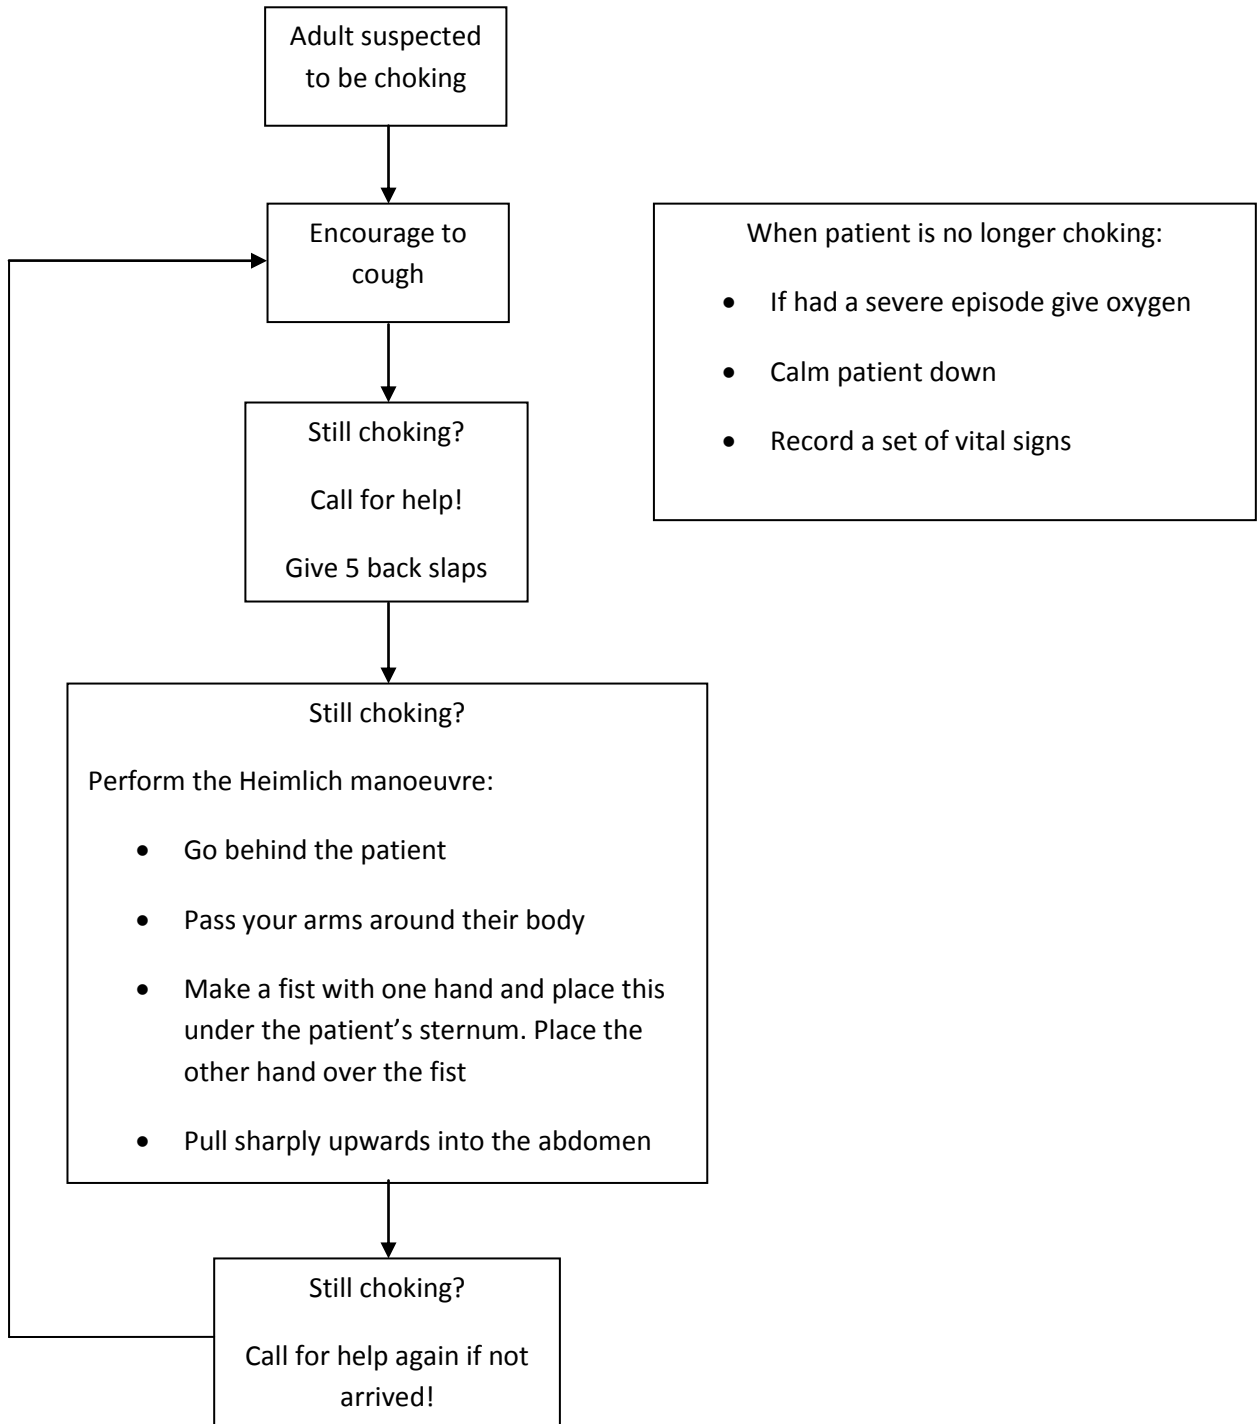 Adult suspected
to be choking
Encourage to
cough
Still choking?
Call for help!
Give 5 back slaps
Still choking?
Perform the Heimlich manoeuvre:
• Go behind the patient
• Pass your arms around their body
• Make a fist with one hand and place this
under the patient’s sternum. Place the
other hand over the fist
• Pull sharply upwards into the abdomen
Still choking?
Call for help again if not
arrived!
When patient is no longer choking:
• If had a severe episode give oxygen
• Calm patient down
• Record a set of vital signs